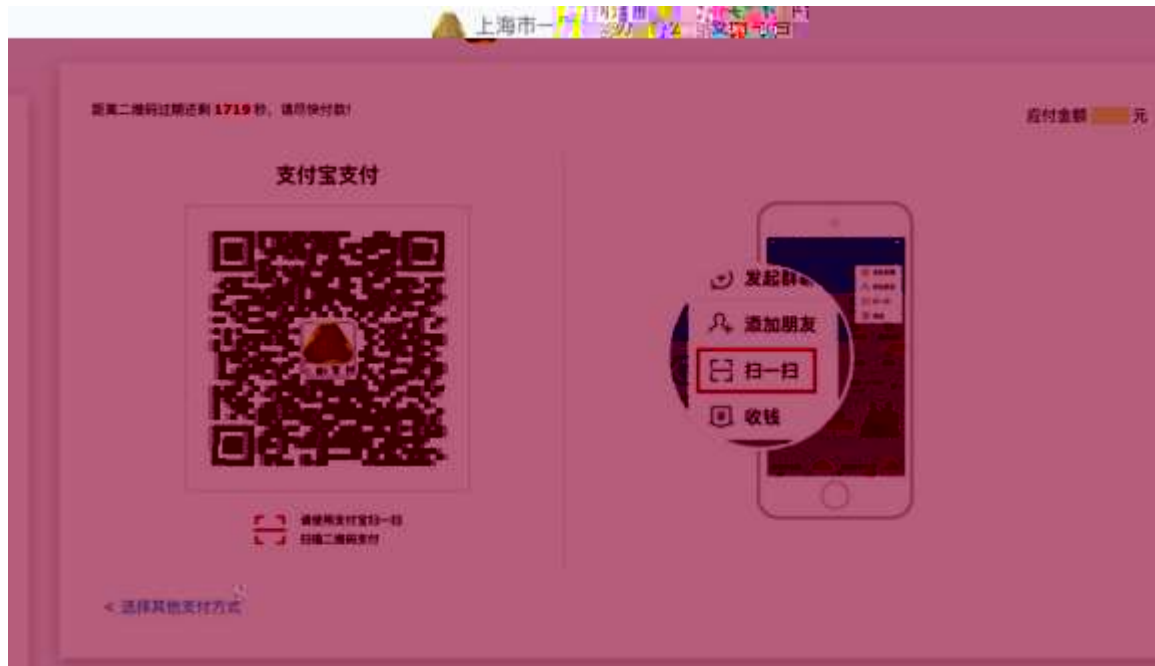 上海市一
距离二维码过期还剩 1719 秒，请尽快付款!
应付金额 元
支付宝支付
发起群
添加朋友
扫一扫
收钱
请使用支付宝扫一扫
扫描二维码支付
< 选择其他支付方式